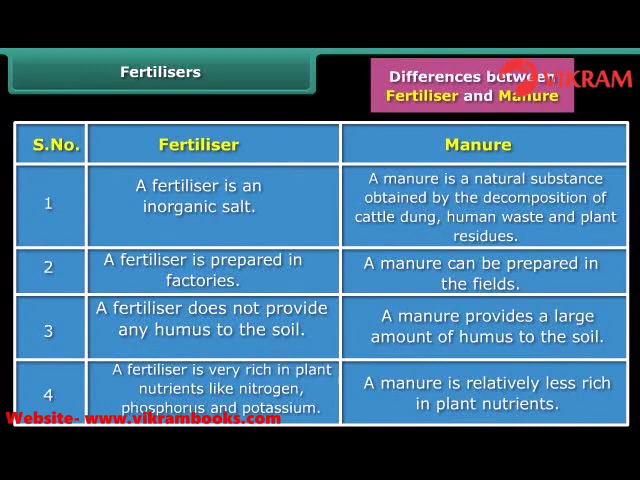 Fertilisers
VIKRAM
Differences between
Fertiliser and Manure
S.No.
Fertiliser
Manure
1
A fertiliser is an
inorganic salt.
A manure is a natural substance
obtained by the decomposition of
cattle dung, human waste and plant
residues.
2
A fertiliser is prepared in
factories.
A manure can be prepared in
the fields.
3
A fertiliser does not provide
any humus to the soil.
A manure provides a large
amount of humus to the soil.
4
A fertiliser is very rich in plant
nutrients like nitrogen,
phosphorus and potassium.
A manure is relatively less rich
in plant nutrients.
Website- www.vikrambooks.com